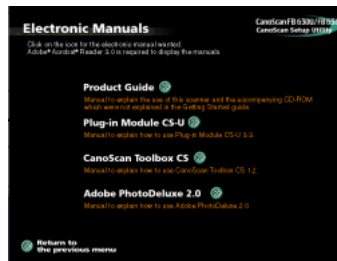 Electronic Manuals
CanoScan FB 630U/FB 636U
CanoScan Setup Utility
Click on the icon for the electronic manual wanted.
Adobe® Acrobat® Reader 3.0 is required to display the manuals.
Product Guide
Manual to explain the use of this scanner and the accompanying CD-ROM
which were not explained in the Getting Started guide.
Plug-in Module CS-U
Manual to explain how to use Plug-in Module CS-U 3.3.
CanoScan Toolbox CS
Manual to explain how to use CanoScan Toolbox CS 1.2.
Adobe PhotoDeluxe 2.0
Manual to explain how to use Adobe PhotoDeluxe 2.0
Return to
the previous menu